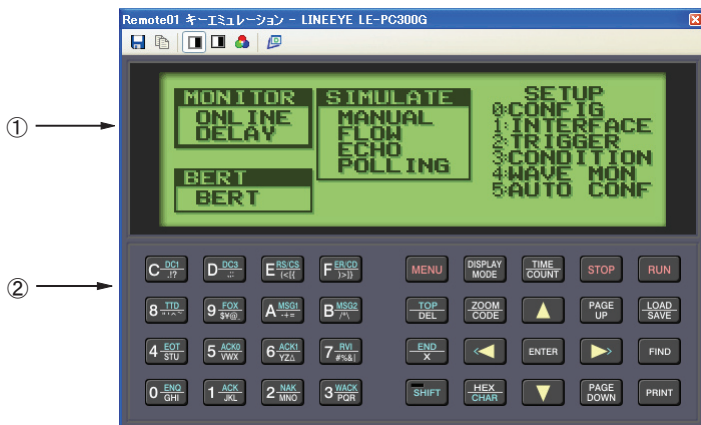 Remote01 キーエミュレーション - LINEEYE LE-PC300G
①
MONITOR
ONLINE
DELAY
BERT
BERT
SIMULATE
MANUAL
FLOW
ECHO
POLLING
SETUP
0:CONFIG
1:INTERFACE
2:TRIGGER
3:CONDITION
4:WAVE MON
5:AUTO CONF
②
C DC1 .!?
D DC3 .::
E RS/CS (<[{
F ER/CD )>]}
MENU
DISPLAY MODE
TIME COUNT
STOP
RUN
8 TTD "'^~
9 FOX $¥@_
A MSG1 -+=
B MSG2 /*\
TOP DEL
ZOOM CODE
PAGE UP
LOAD SAVE
4 EOT STU
5 ACK0 VWX
6 ACK1 YZ△
7 RVI #%&|
END X
ENTER
FIND
0 ENQ GHI
1 ACK JKL
2 NAK MNO
3 WACK PQR
SHIFT
HEX CHAR
PAGE DOWN
PRINT